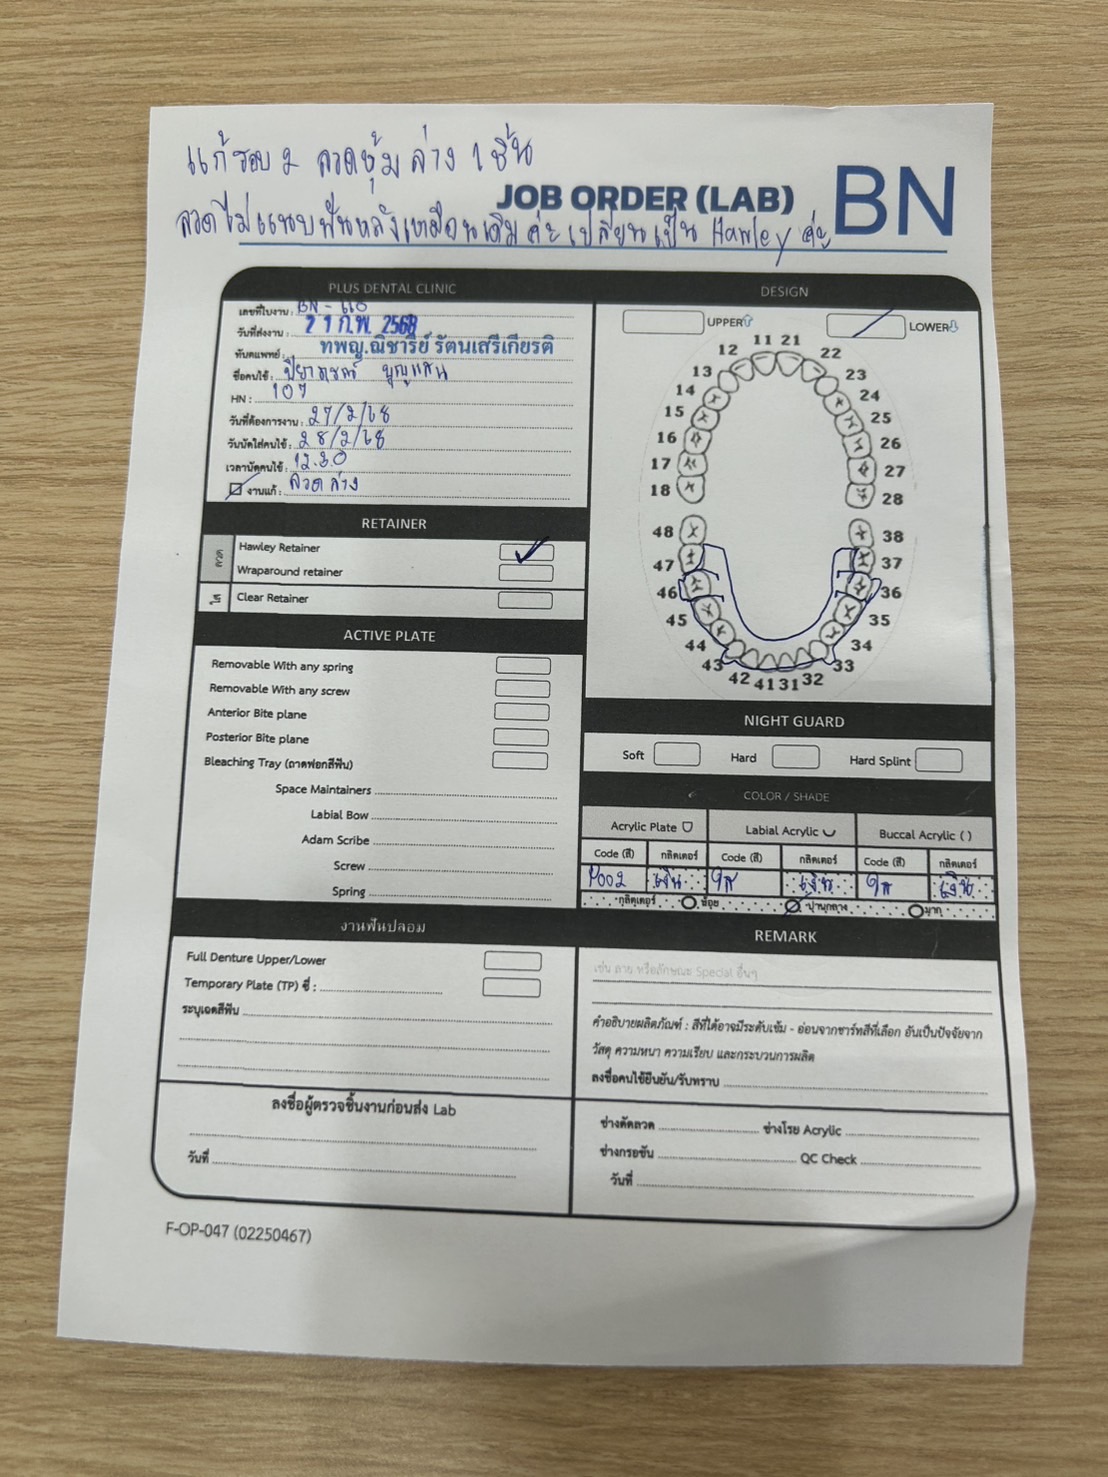 แก้รอบ 2 ลวดหุ้ม ล่าง 1 ชิ้น
JOB ORDER (LAB)
BN
ลวดไม่แนบฟันหลังเหมือนเดิมค่ะ เปลี่ยนเป็น Hawley ค่ะ
PLUS DENTAL CLINIC
เลขที่ใบงาน : BN - 110
วันที่ส่งงาน : 21 ก.พ. 2568
ทันตแพทย์ : ทพญ.ณิชารีย์ รัตนเสรีเกียรติ
ชื่อคนไข้ :
HN : 107
วันที่ต้องการงาน : 27/2/68
วันนัดใส่คนไข้ : 28/2/68
เวลานัดคนไข้ : 12.30
งานแก้ : ลวด ล่าง
DESIGN
UPPER
LOWER
11 21
12 22
13 23
14 24
15 25
16 26
17 27
18 28
48 38
47 37
46 36
45 35
44 34
43 33
42 41 31 32
RETAINER
ลวด
Hawley Retainer
Wraparound retainer
ใส
Clear Retainer
ACTIVE PLATE
Removable With any spring
Removable With any screw
Anterior Bite plane
Posterior Bite plane
Bleaching Tray (ถาดฟอกสีฟัน)
Space Maintainers
Labial Bow
Adam Scribe
Screw
Spring
NIGHT GUARD
Soft Hard Hard Splint
COLOR / SHADE
Acrylic Plate Labial Acrylic Buccal Acrylic ( )
Code (สี) กลิตเตอร์ Code (สี) กลิตเตอร์ Code (สี) กลิตเตอร์
P002 เงิน ใส เงิน ใส เงิน
กลิตเตอร์ น้อย ปานกลาง มาก
งานฟันปลอม
Full Denture Upper/Lower
Temporary Plate (TP) ซี่ :
ระบุเฉดสีฟัน
REMARK
เช่น ลาย หรือลักษณะ Special อื่นๆ
คำอธิบายผลิตภัณฑ์ : สีที่ได้อาจมีระดับเข้ม - อ่อนจากชาร์ทสีที่เลือก อันเป็นปัจจัยจาก
วัสดุ ความหนา ความเรียบ และกระบวนการผลิต
ลงชื่อคนไข้ยืนยัน/รับทราบ
ลงชื่อผู้ตรวจชิ้นงานก่อนส่ง Lab
วันที่
ช่างดัดลวด ช่างโรย Acrylic
ช่างกรอขัน QC Check
วันที่
F-OP-047 (02250467)